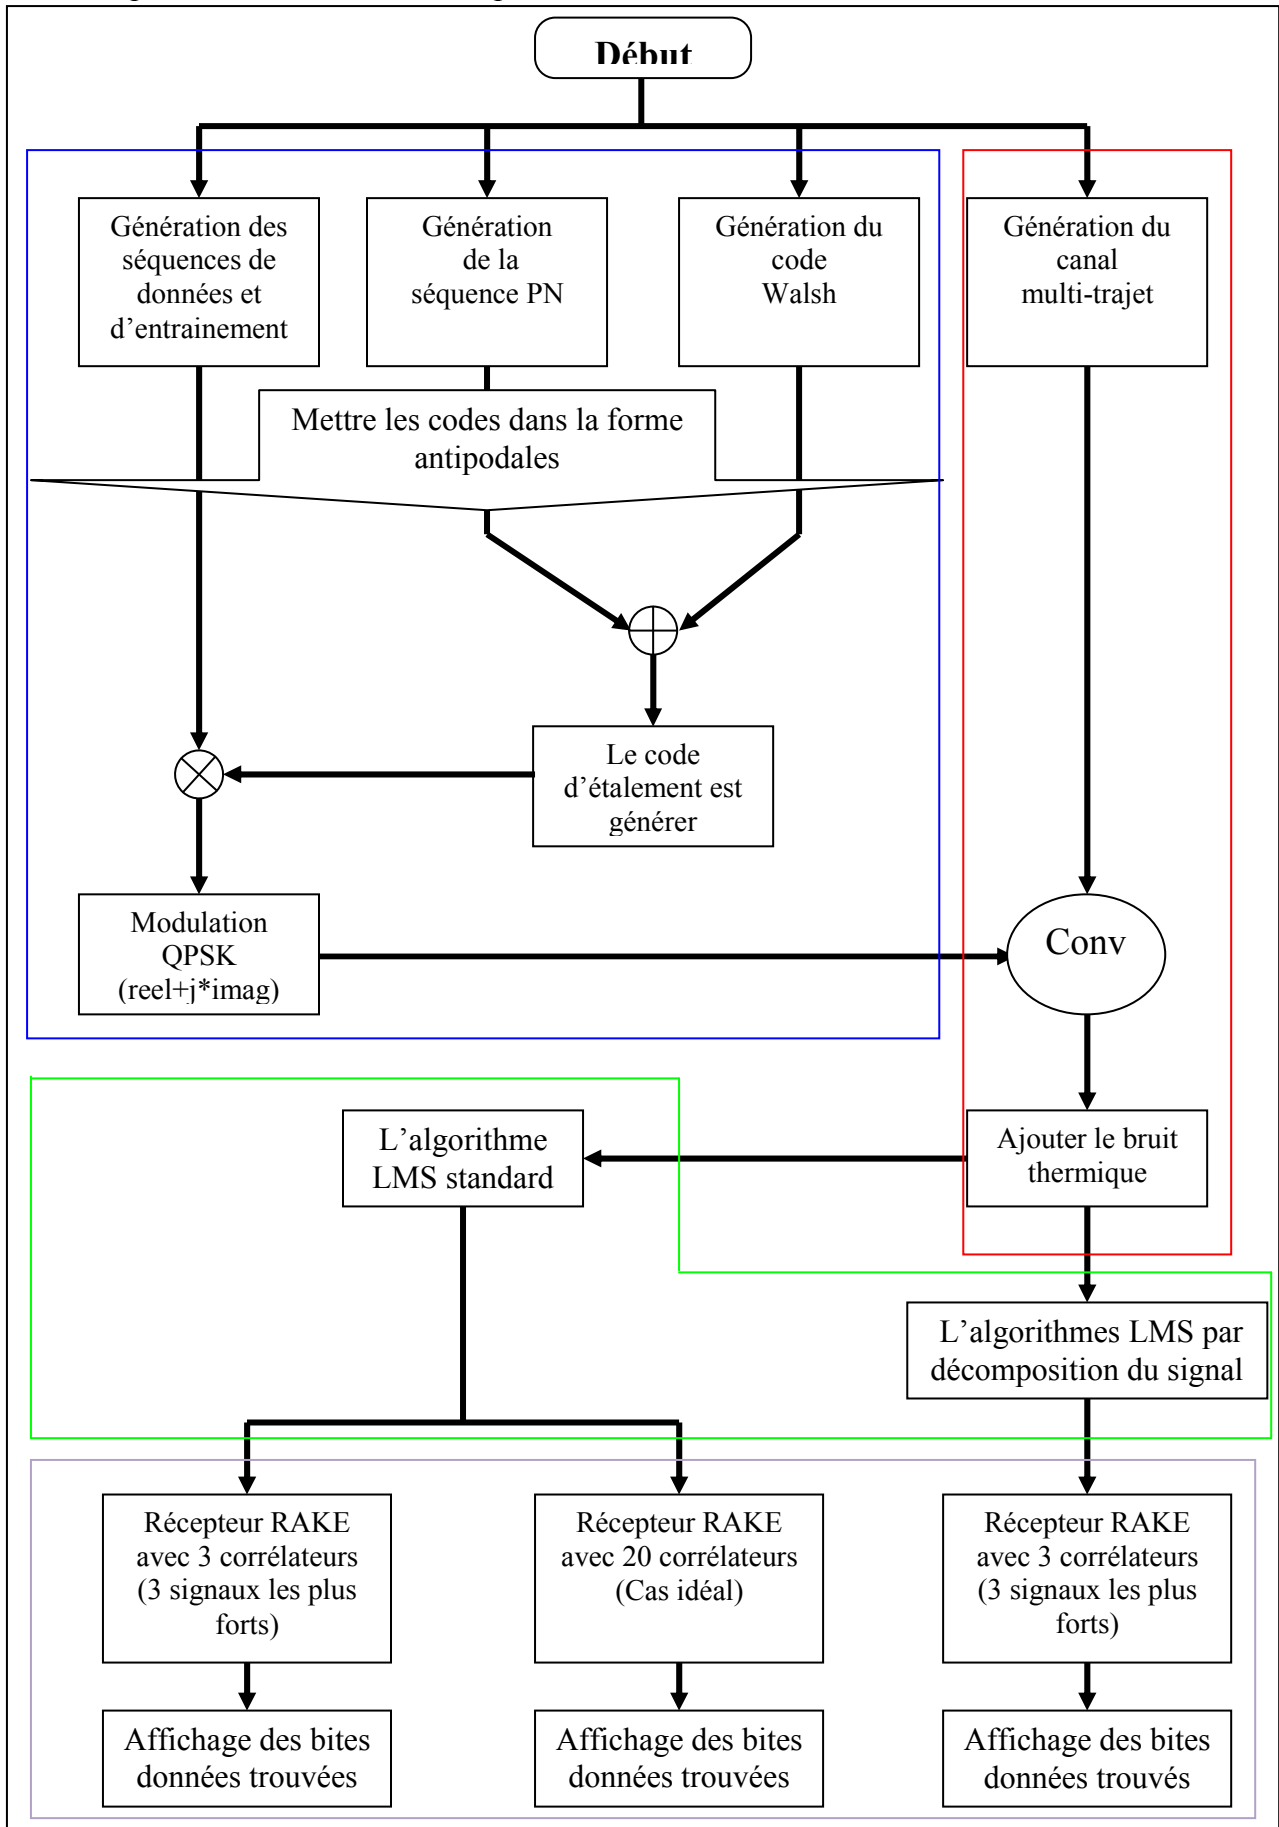 Début
Génération des
séquences de
données et
d’entrainement
Génération
de la
séquence PN
Génération du
code
Walsh
Génération du
canal
multi-trajet
Mettre les codes dans la forme
antipodales
Le code
d’étalement est
générer
Modulation
QPSK
(reel+j*imag)
Conv
L’algorithme
LMS standard
Ajouter le bruit
thermique
L’algorithmes LMS par
décomposition du signal
Récepteur RAKE
avec 3 corrélateurs
(3 signaux les plus
forts)
Récepteur RAKE
avec 20 corrélateurs
(Cas idéal)
Récepteur RAKE
avec 3 corrélateurs
(3 signaux les plus
forts)
Affichage des bites
données trouvées
Affichage des bites
données trouvées
Affichage des bites
données trouvés